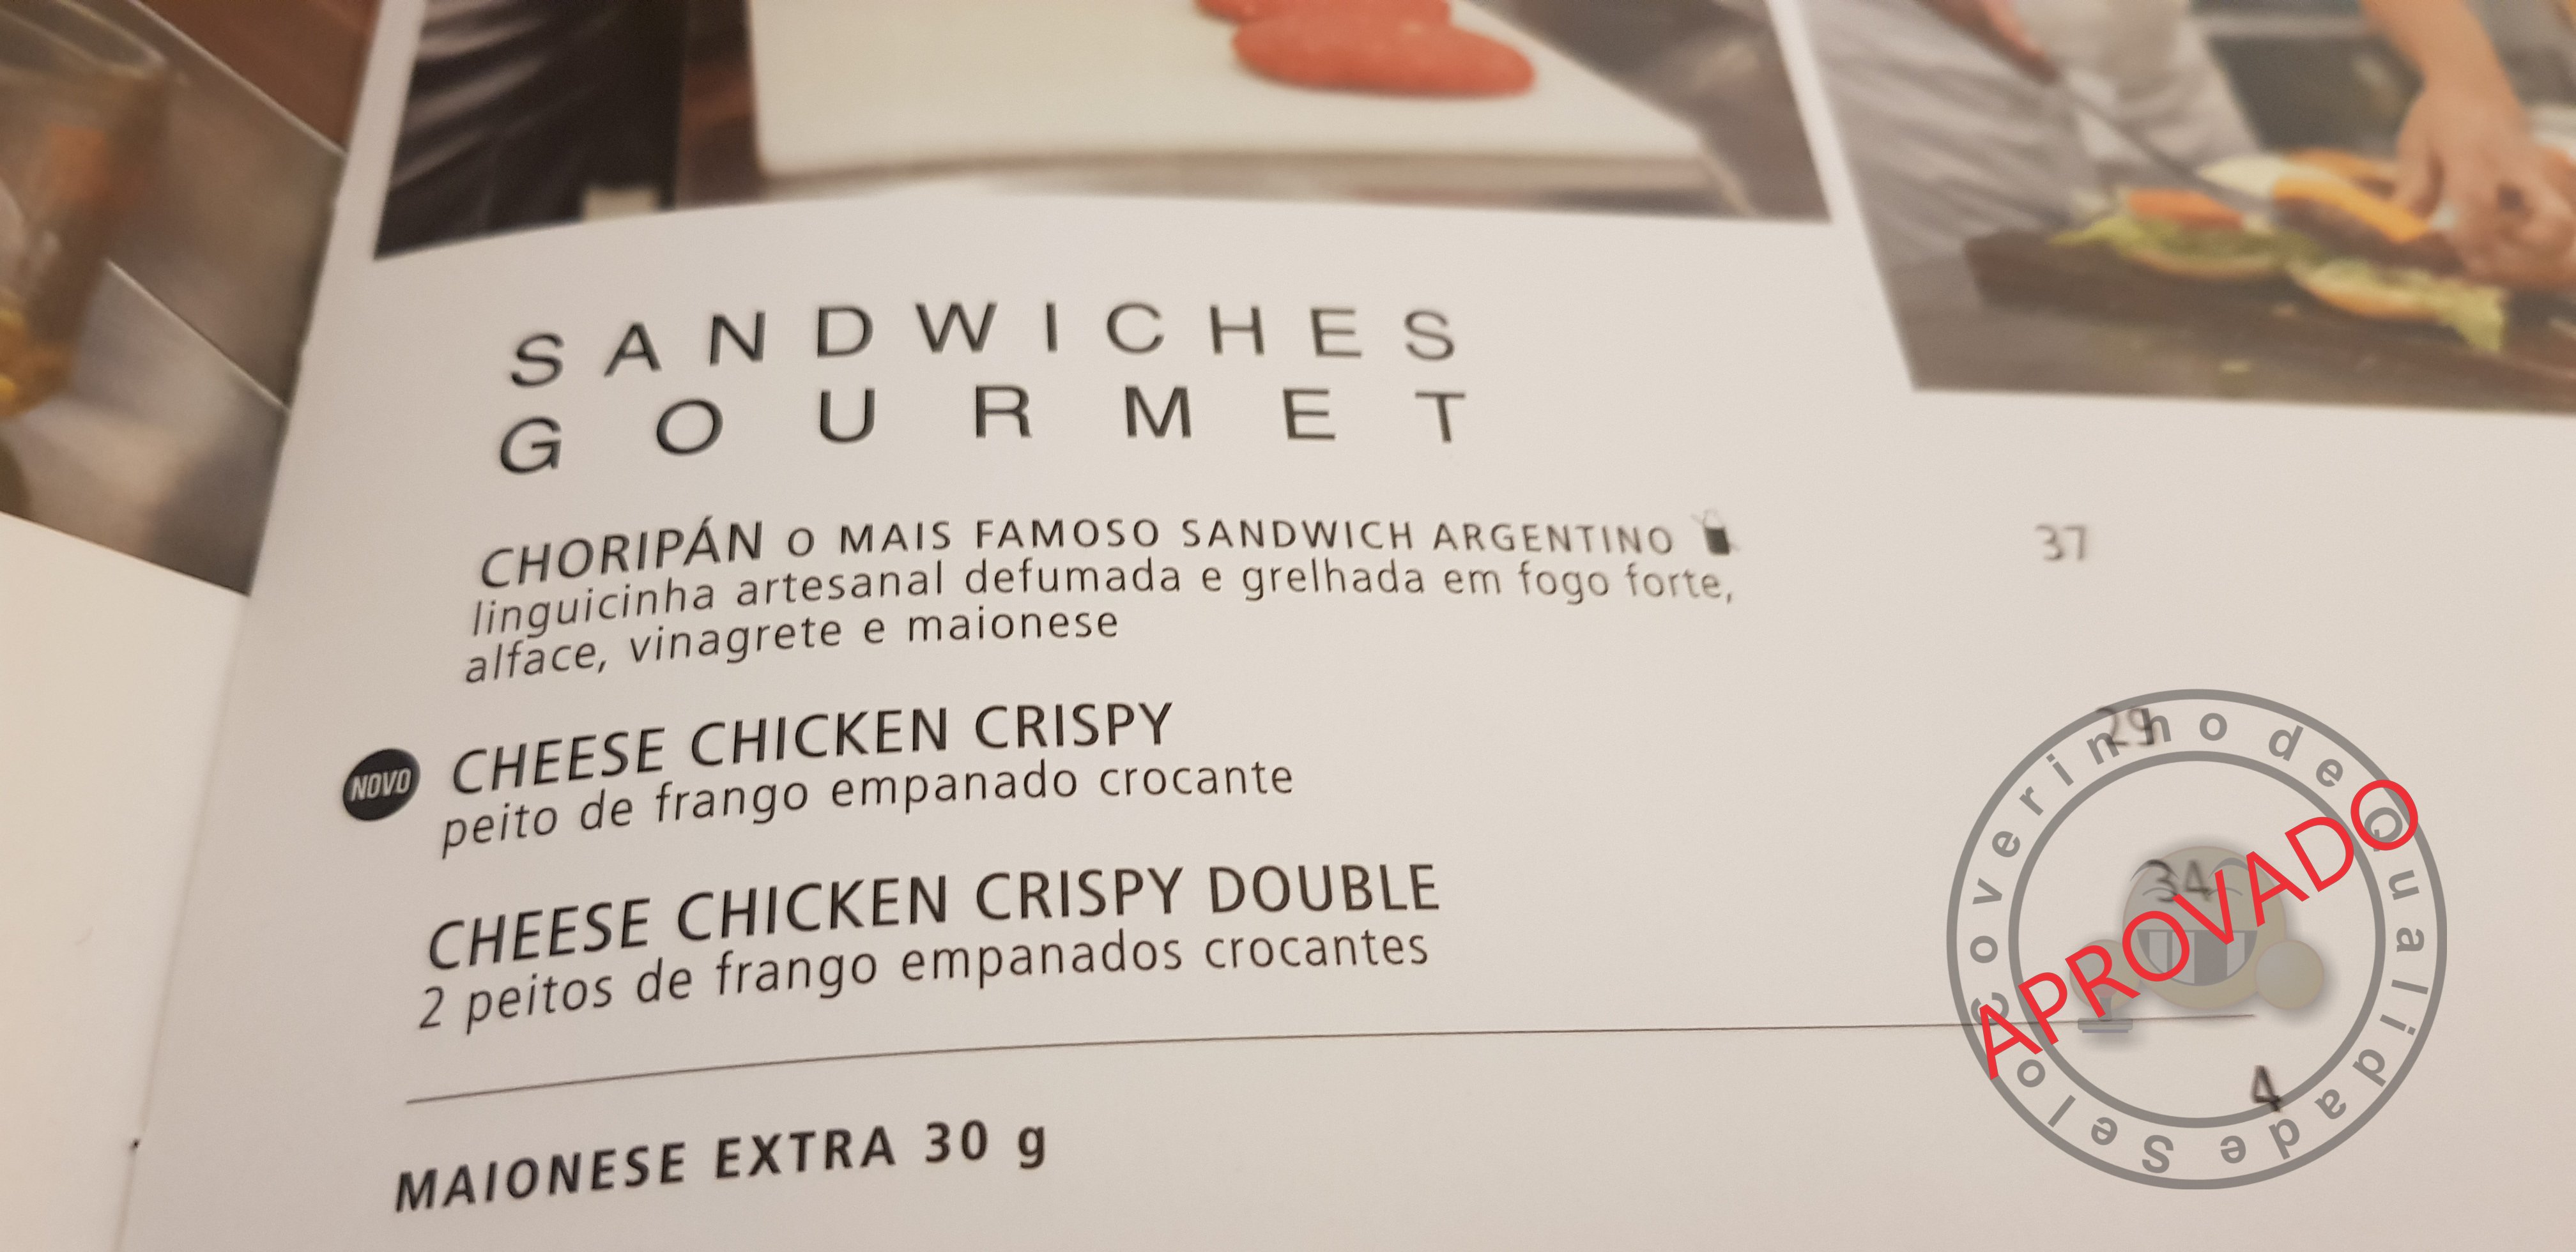 SANDWICHES
GOURMET
CHORIPÁN O MAIS FAMOSO SANDWICH ARGENTINO 37
linguicinha artesanal defumada e grelhada em fogo forte,
alface, vinagrete e maionese
NOVO CHEESE CHICKEN CRISPY 29
peito de frango empanado crocante
CHEESE CHICKEN CRISPY DOUBLE 34
2 peitos de frango empanados crocantes
MAIONESE EXTRA 30 g 4
Selo Coverinho de Qualidade
APROVADO